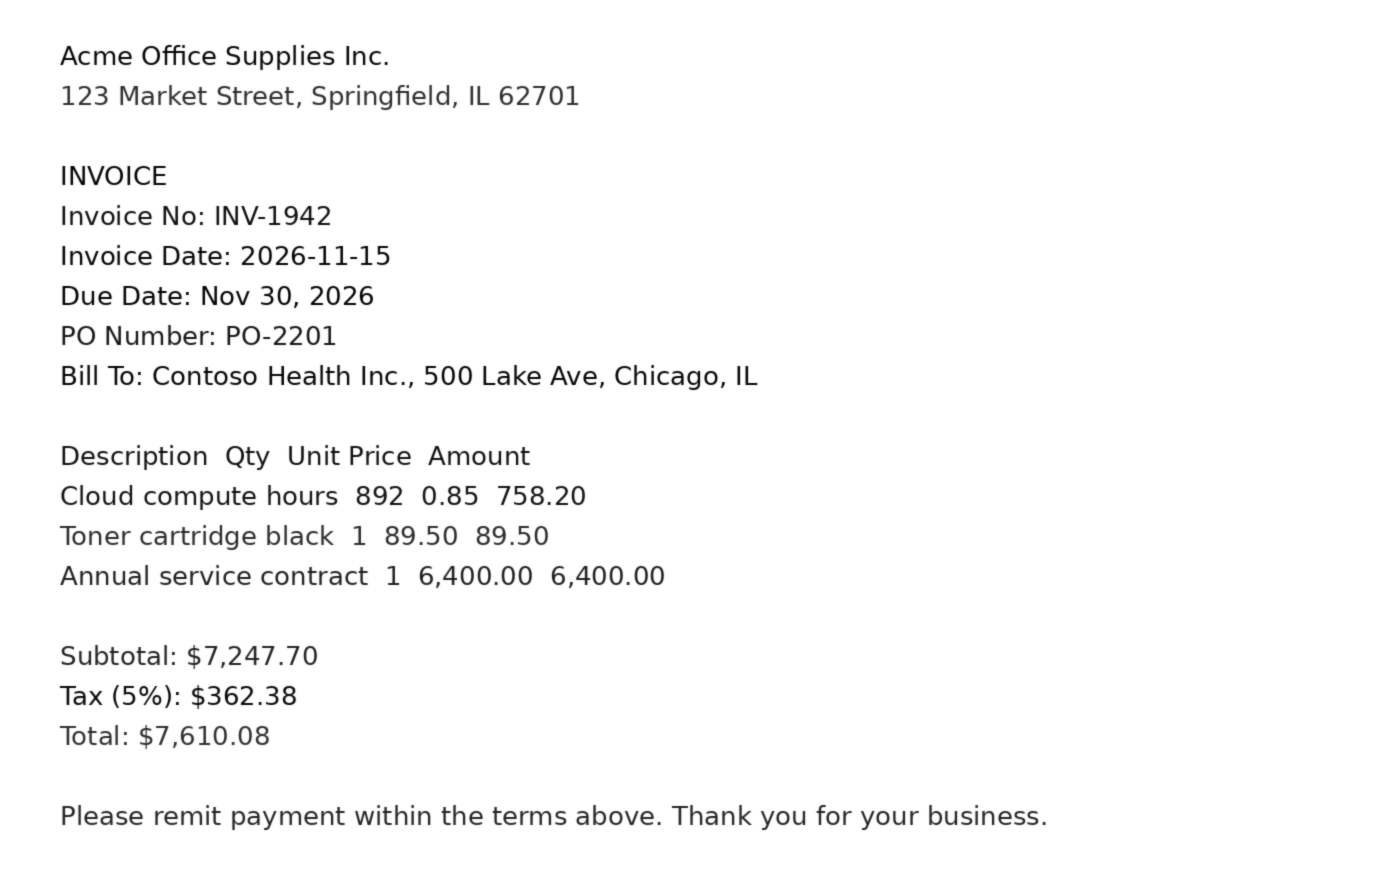 Acme Office Supplies Inc.
123 Market Street, Springfield, IL 62701
INVOICE
Invoice No: INV-1942
Invoice Date: 2026-11-15
Due Date: Nov 30, 2026
PO Number: PO-2201
Bill To: Contoso Health Inc., 500 Lake Ave, Chicago, IL
Description  Qty  Unit Price  Amount
Cloud compute hours  892  0.85  758.20
Toner cartridge black  1  89.50  89.50
Annual service contract  1  6,400.00  6,400.00
Subtotal: $7,247.70
Tax (5%): $362.38
Total: $7,610.08
Please remit payment within the terms above. Thank you for your business.